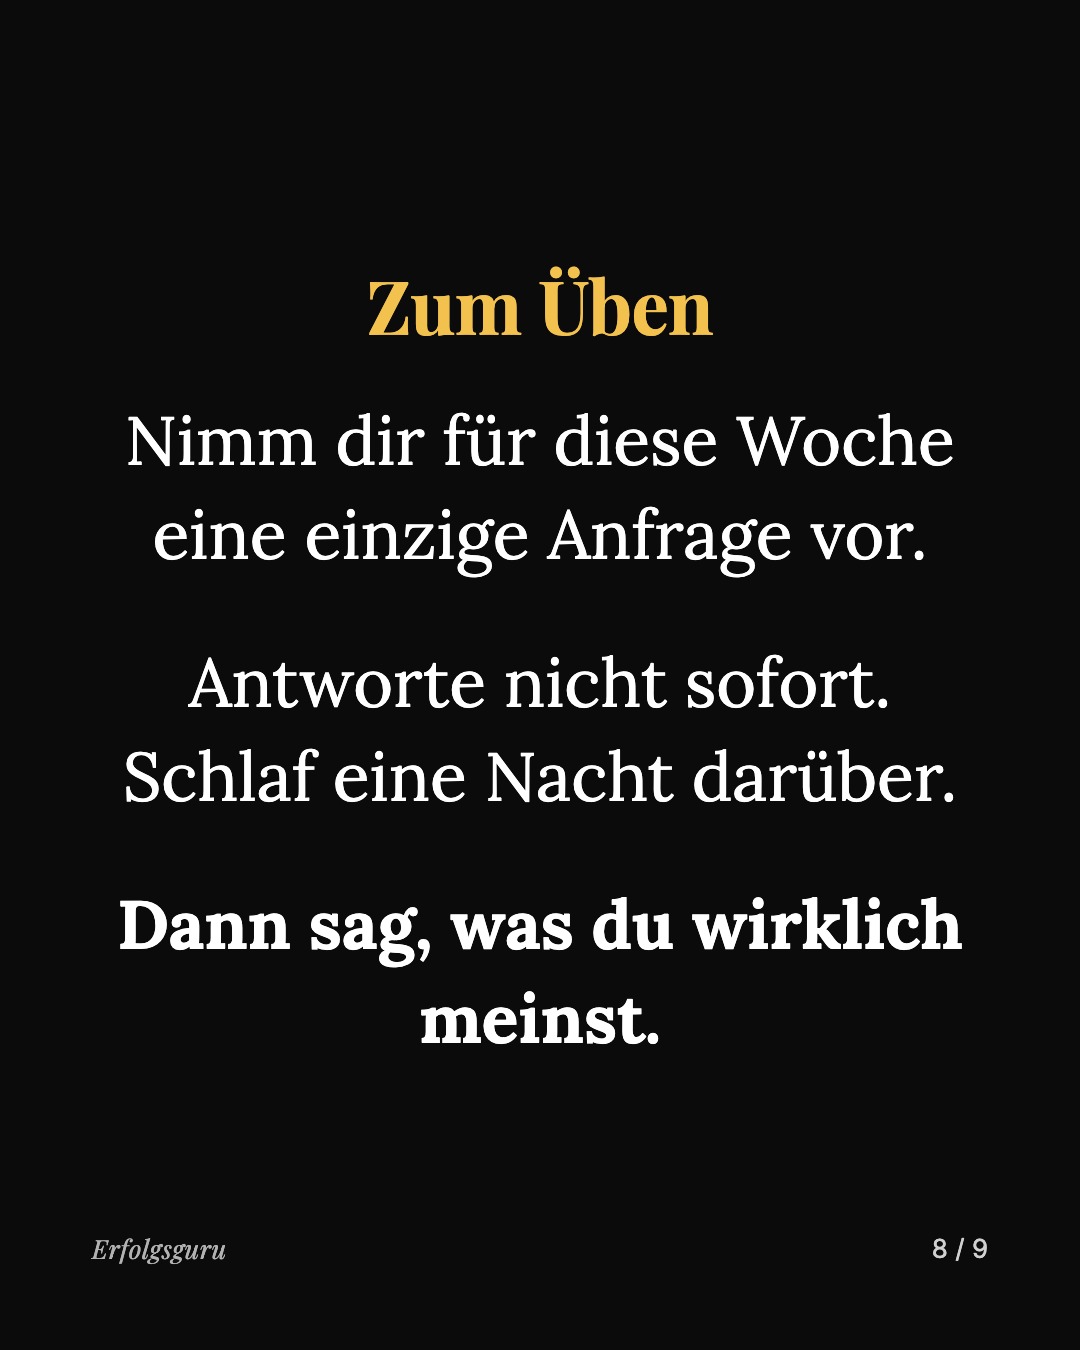 Zum Üben
Nimm dir für diese Woche
eine einzige Anfrage vor.
Antworte nicht sofort.
Schlaf eine Nacht darüber.
Dann sag, was du wirklich
meinst.
Erfolgsguru
8 / 9